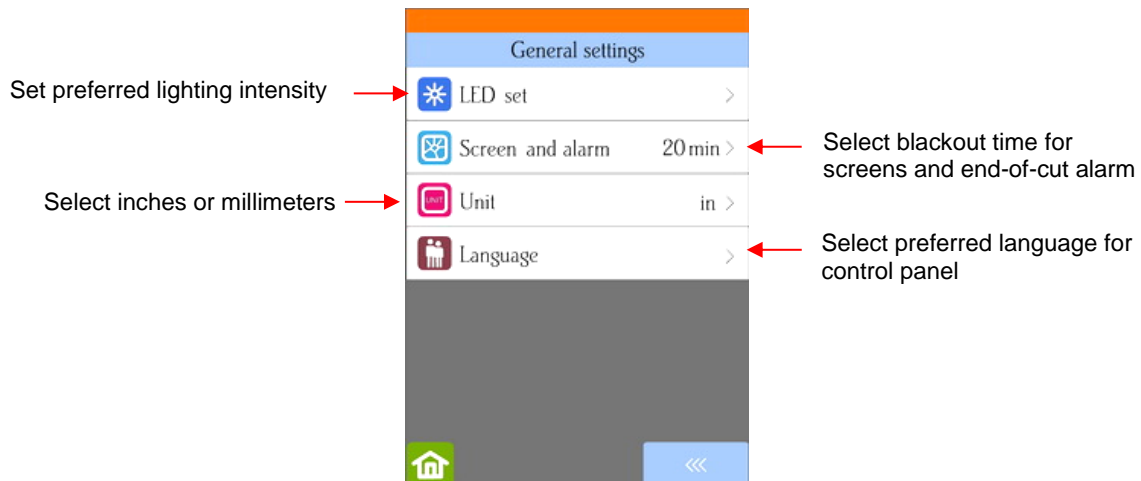 General settings
Set preferred lighting intensity
LED set
Screen and alarm 20 min
Select blackout time for
screens and end-of-cut alarm
Select inches or millimeters
UNIT
Unit in
Language
Select preferred language for
control panel